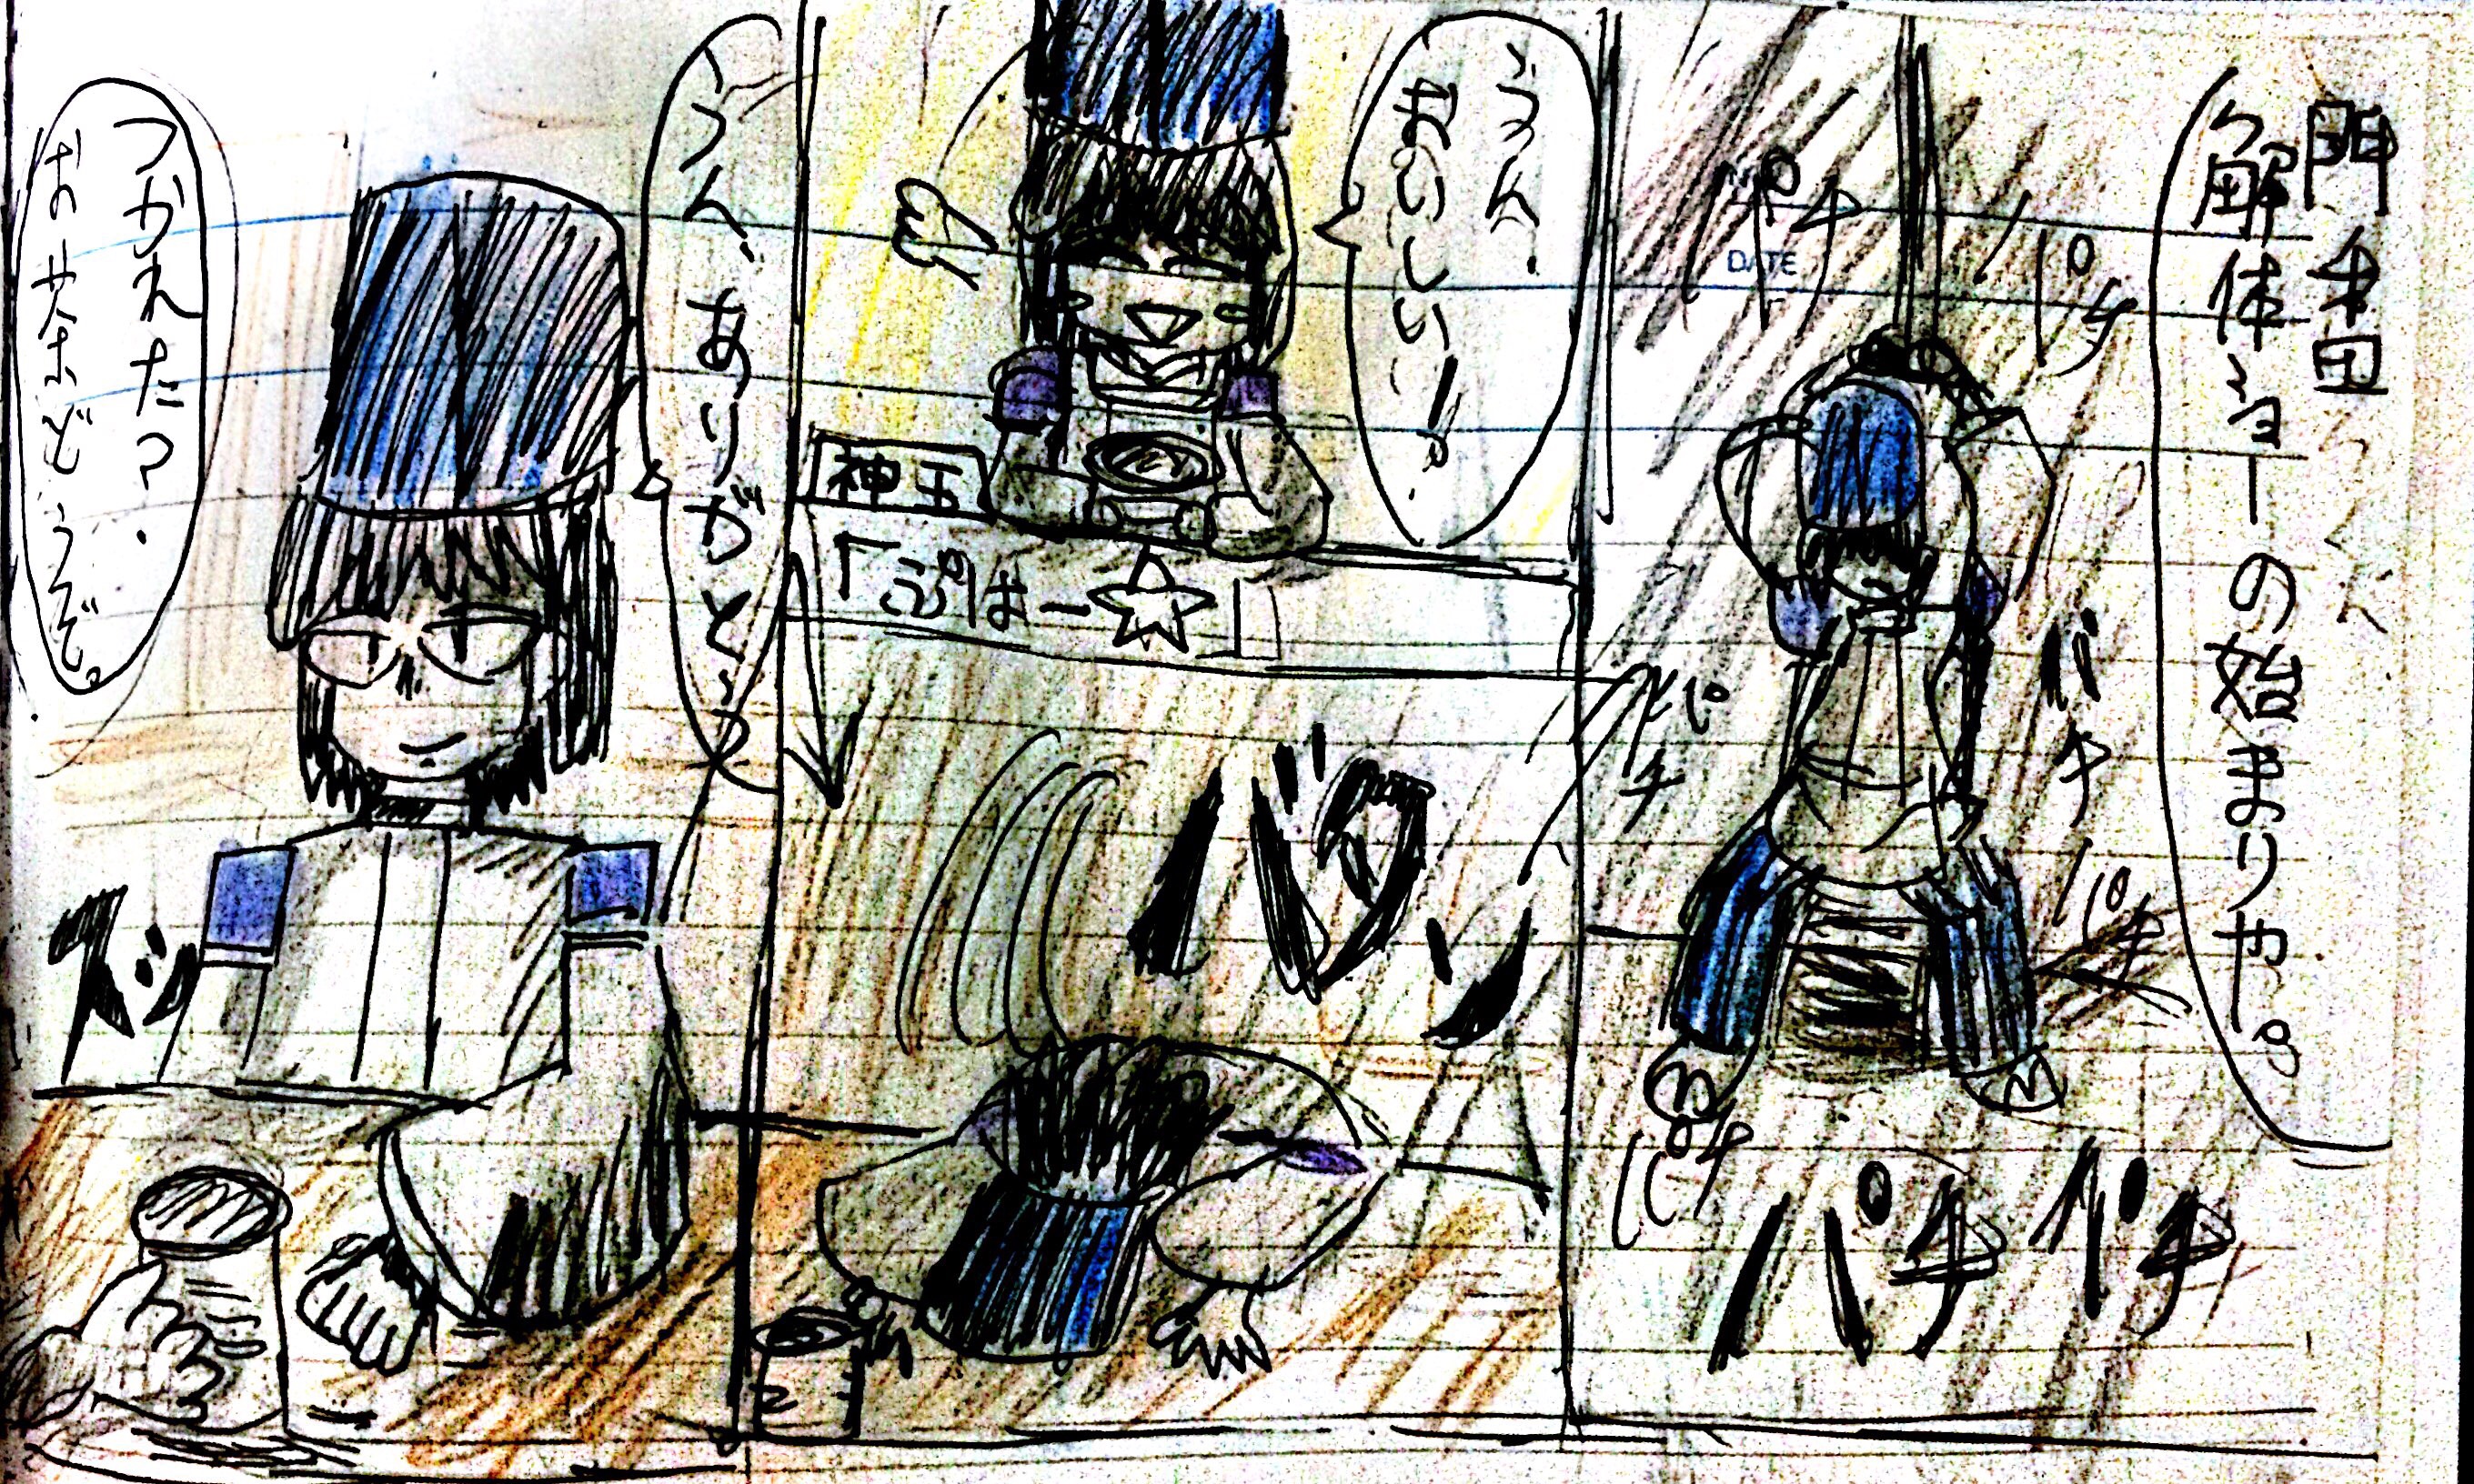 つかれた?
お茶をどうぞ。
うん、ありがとう
スッ
うん、
おいしい!。
神玉
「ぷはー☆」
バタン
解体ショーの始まりや。
NO
DATE
パチ
パチ
パチ
パチ
パチ
パチ
パチ
パチ